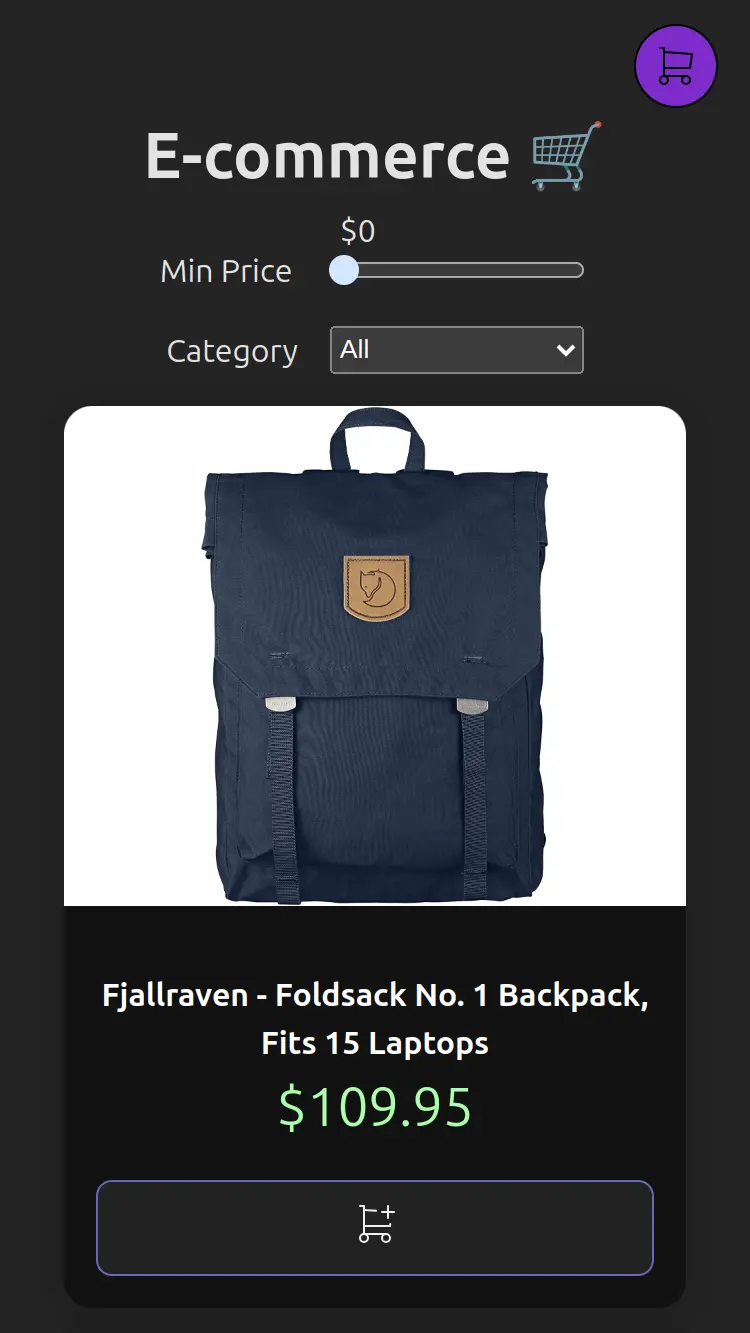 E-commerce 🛒
$0
Min Price
Category
All
Fjallraven - Foldsack No. 1 Backpack,
Fits 15 Laptops
$109.95